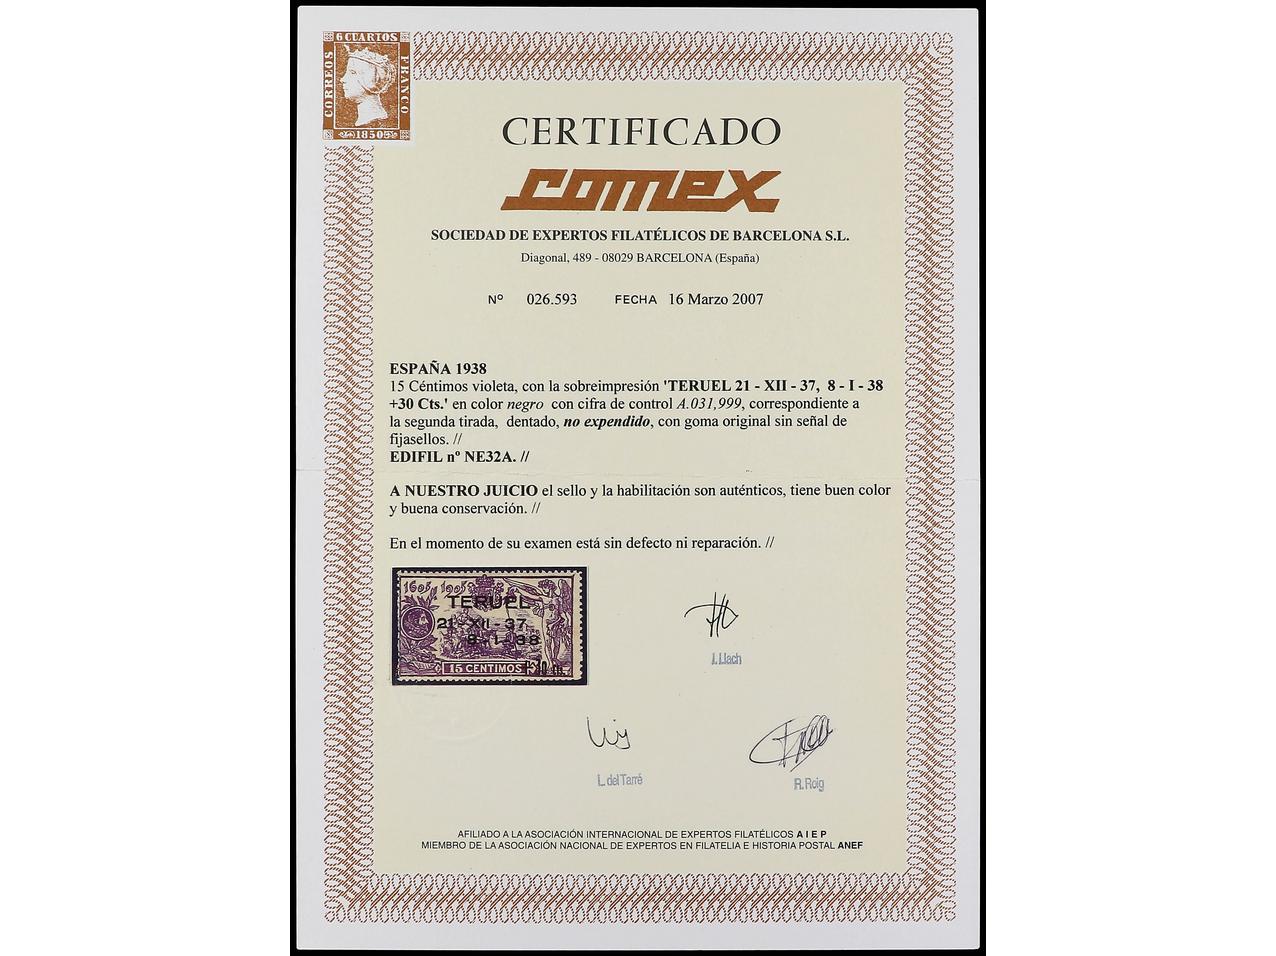 6 CUARTOS
CORREOS
FRANCO
1850
CERTIFICADO
comex
SOCIEDAD DE EXPERTOS FILATÉLICOS DE BARCELONA S.L.
Diagonal, 489 - 08029 BARCELONA (España)
Nº 026.593 FECHA 16 Marzo 2007
ESPAÑA 1938
15 Céntimos violeta, con la sobreimpresión 'TERUEL 21 - XII - 37, 8 - I - 38
+30 Cts.' en color negro con cifra de control A.031,999, correspondiente a
la segunda tirada, dentado, no expendido, con goma original sin señal de
fijasellos. //
EDIFIL nº NE32A. //
A NUESTRO JUICIO el sello y la habilitación son auténticos, tiene buen color
y buena conservación. //
En el momento de su examen está sin defecto ni reparación. //
1605 1905
TERUEL
21 - XII - 37
8 - I - 38
15 CENTIMOS
J. Llach
L. del Tarré
R. Roig
AFILIADO A LA ASOCIACIÓN INTERNACIONAL DE EXPERTOS FILATÉLICOS A I E P
MIEMBRO DE LA ASOCIACIÓN NACIONAL DE EXPERTOS EN FILATELIA E HISTORIA POSTAL ANEF